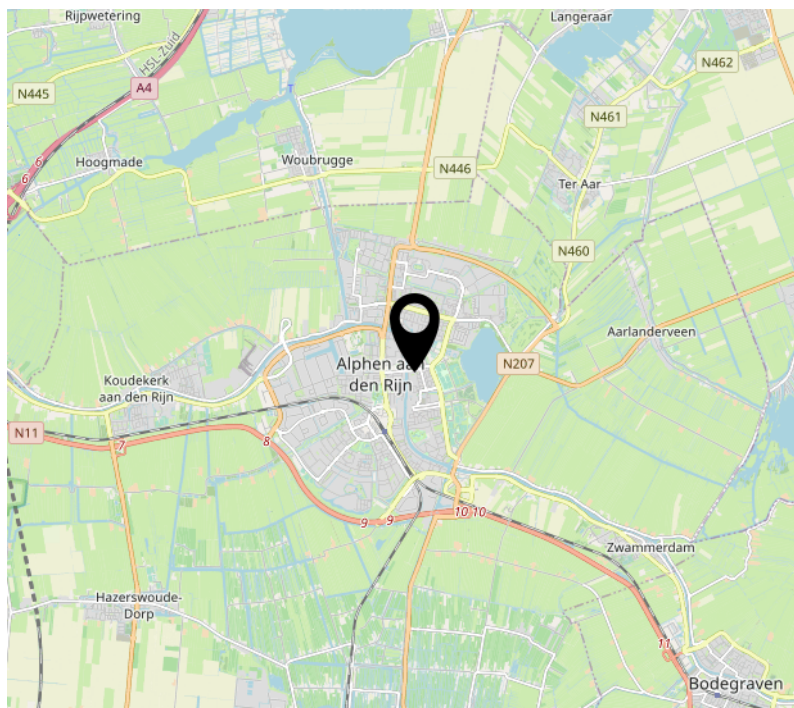 Rijpwetering
Langeraar
HSL-Zuid
N462
A4
N445
N461
T
Woubrugge
Hoogmade
N446
6
6
Ter Aar
N460
Aarlanderveen
Alphen aan
den Rijn
N207
Koudekerk
aan den Rijn
N11
7
8
9
9
10
10
Zwammerdam
Hazerswoude-
Dorp
11
Bodegraven